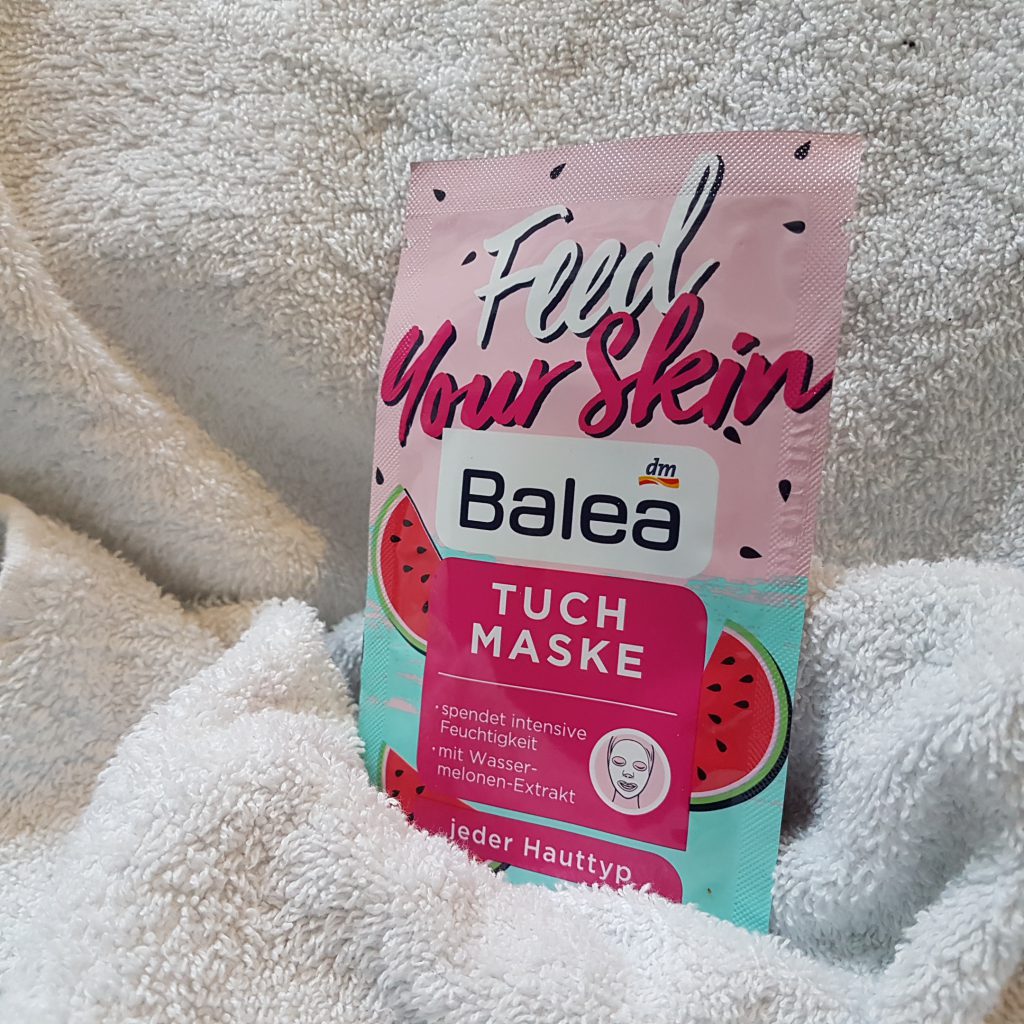 Feed
Your Skin
dm
Balea
TUCH
MASKE
• spendet intensive
Feuchtigkeit
• mit Wasser-
melonen-Extrakt
jeder Hauttyp